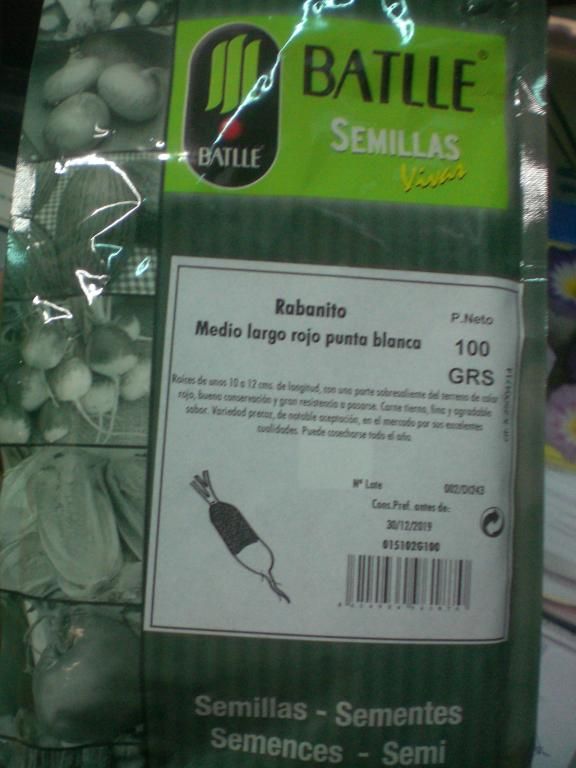 BATLLE
BATLLE®
SEMILLAS
Vivas
Rabanito
Medio largo rojo punta blanca
P.Neto
100
GRS
Raíces de unos 10 a 12 cms. de longitud, con una parte sobresaliente del terreno de color
rojo, buena conservación y gran resistencia a pasarse. Carne tierna, fina y agradable
sabor. Variedad precoz, de notable aceptación, en el mercado por sus excelentes
cualidades. Puede cosecharse todo el año.
Nº Lote
002/DI243
Cons.Pref. antes de:
30/12/2019
015102G100
Semillas - Sementes
Semences - Semi